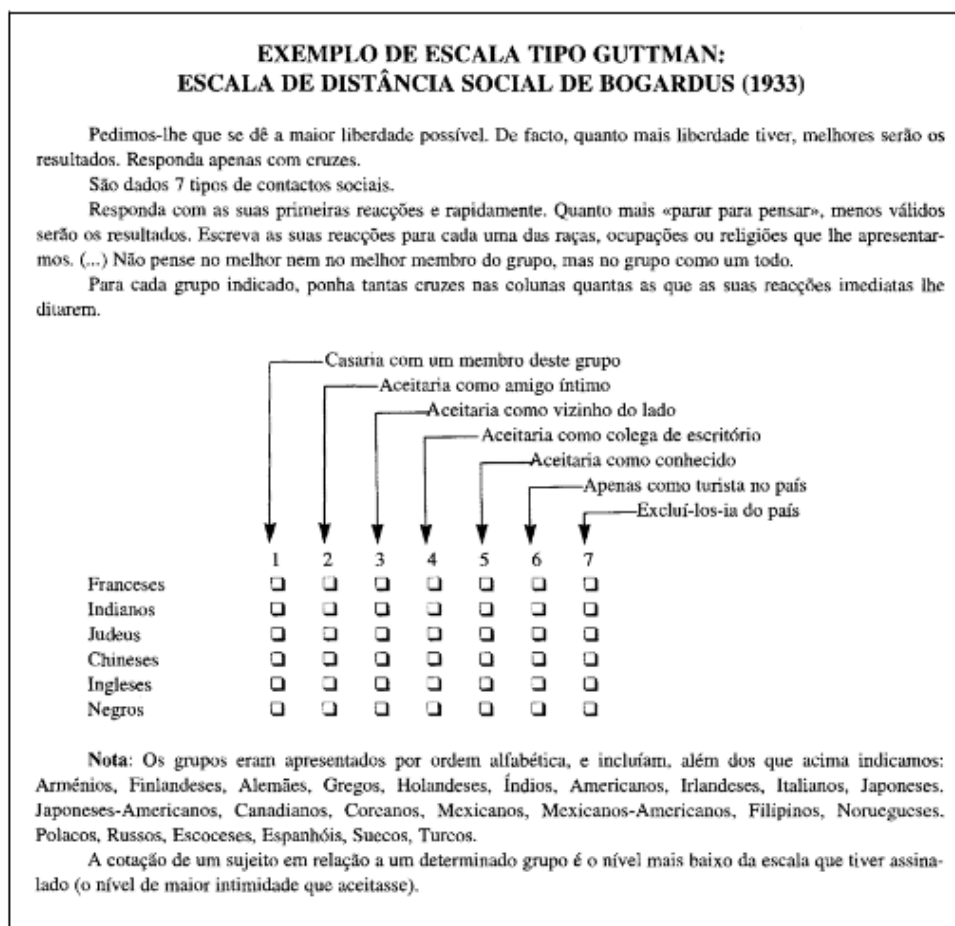 EXEMPLO DE ESCALA TIPO GUTTMAN:
ESCALA DE DISTÂNCIA SOCIAL DE BOGARDUS (1933)
Pedimos-lhe que se dê a maior liberdade possível. De facto, quanto mais liberdade tiver, melhores serão os
resultados. Responda apenas com cruzes.
São dados 7 tipos de contactos sociais.
Responda com as suas primeiras reacções e rapidamente. Quanto mais «parar para pensar», menos válidos
serão os resultados. Escreva as suas reacções para cada uma das raças, ocupações ou religiões que lhe apresentar-
mos. (...) Não pense no melhor nem no melhor membro do grupo, mas no grupo como um todo.
Para cada grupo indicado, ponha tantas cruzes nas colunas quantas as que as suas reacções imediatas lhe
ditarem.
Casaria com um membro deste grupo
Aceitaria como amigo íntimo
Aceitaria como vizinho do lado
Aceitaria como colega de escritório
Aceitaria como conhecido
Apenas como turista no país
Excluí-los-ia do país
1 2 3 4 5 6 7
Franceses
Indianos
Judeus
Chineses
Ingleses
Negros
Nota: Os grupos eram apresentados por ordem alfabética, e incluíam, além dos que acima indicamos:
Arménios, Finlandeses, Alemães, Gregos, Holandeses, Índios, Americanos, Irlandeses, Italianos, Japoneses.
Japoneses-Americanos, Canadianos, Coreanos, Mexicanos, Mexicanos-Americanos, Filipinos, Noruegueses.
Polacos, Russos, Escoceses, Espanhóis, Suecos, Turcos.
A cotação de um sujeito em relação a um determinado grupo é o nível mais baixo da escala que tiver assina-
lado (o nível de maior intimidade que aceitasse).